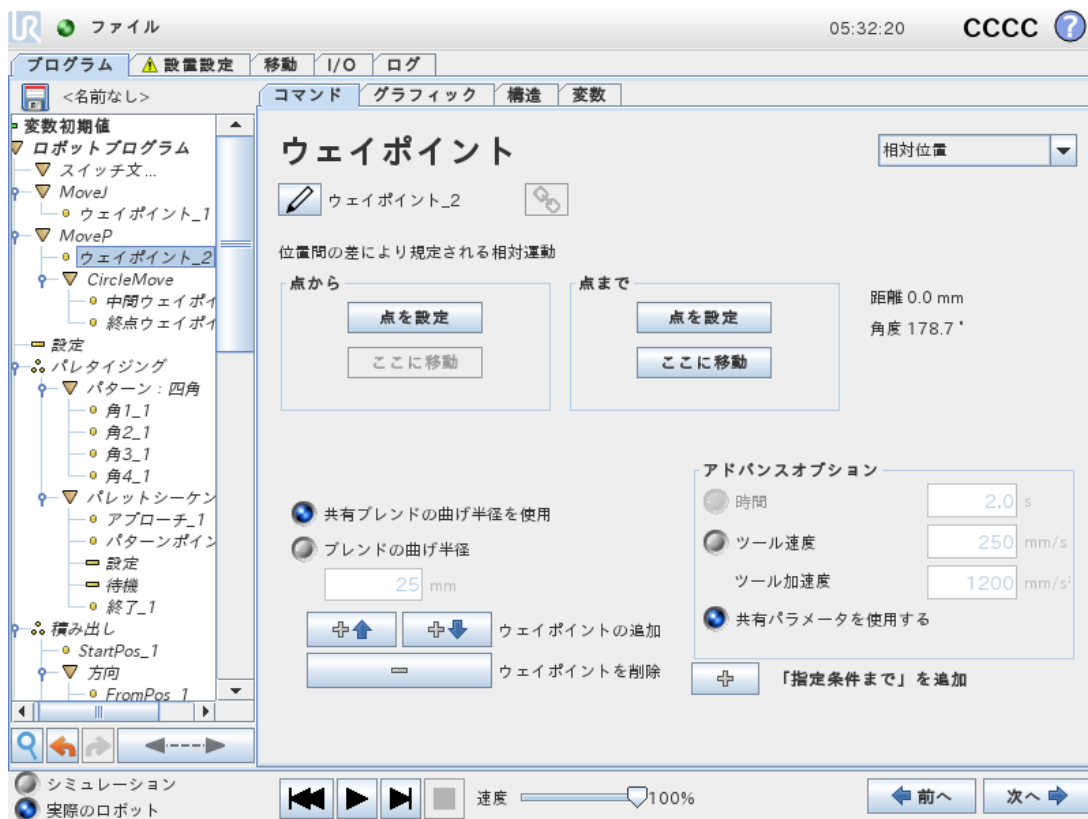 UR ファイル 05:32:20 CCCC ?
プログラム 設置設定 移動 I/O ログ
<名前なし>
コマンド グラフィック 構造 変数
変数初期値
ロボットプログラム
スイッチ文...
MoveJ
ウェイポイント_1
MoveP
ウェイポイント_2
CircleMove
中間ウェイポイ
終点ウェイポイ
設定
パレタイジング
パターン : 四角
角1_1
角2_1
角3_1
角4_1
パレットシーケン
アプローチ_1
パターンポイン
設定
待機
終了_1
積み出し
StartPos_1
方向
FromPos_1
シミュレーション
実際のロボット
ウェイポイント
相対位置
ウェイポイント_2
位置間の差により規定される相対運動
点から
点を設定
ここに移動
点まで
点を設定
ここに移動
距離 0.0 mm
角度 178.7 °
共有ブレンドの曲げ半径を使用
ブレンドの曲げ半径
25 mm
ウェイポイントの追加
ウェイポイントを削除
アドバンスオプション
時間 2.0 s
ツール速度 250 mm/s
ツール加速度 1200 mm/s²
共有パラメータを使用する
「指定条件まで」を追加
速度 100%
前へ 次へ